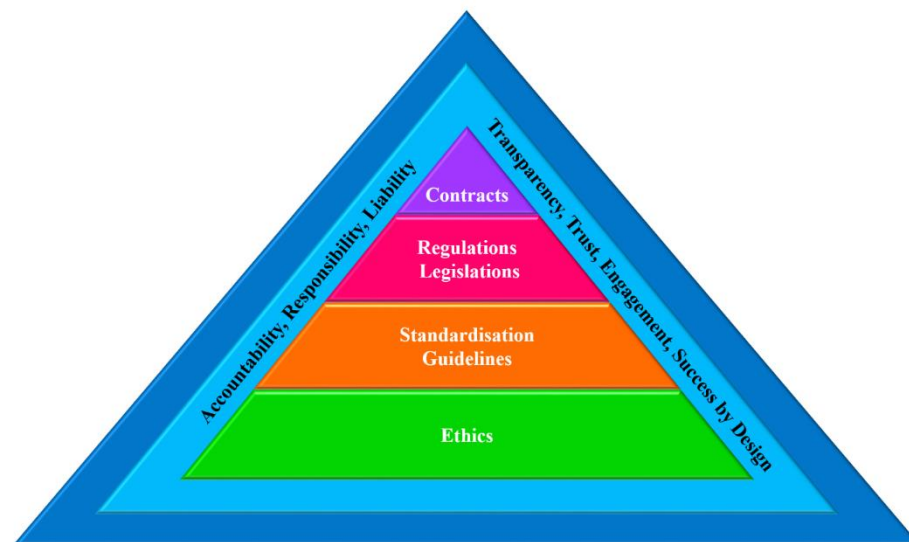 Accountability, Responsibility, Liability
Transparency, Trust, Engagement, Success by Design
Contracts
Regulations
Legislations
Standardisation
Guidelines
Ethics